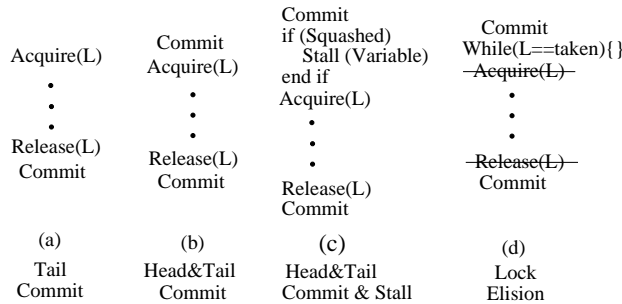 Acquire(L)
Release(L)
Commit
(a)
Tail
Commit
Commit
Acquire(L)
Release(L)
Commit
(b)
Head&Tail
Commit
Commit
if (Squashed)
Stall (Variable)
end if
Acquire(L)
Release(L)
Commit
(c)
Head&Tail
Commit & Stall
Commit
While(L==taken){}
Acquire(L)
Release(L)
Commit
(d)
Lock
Elision